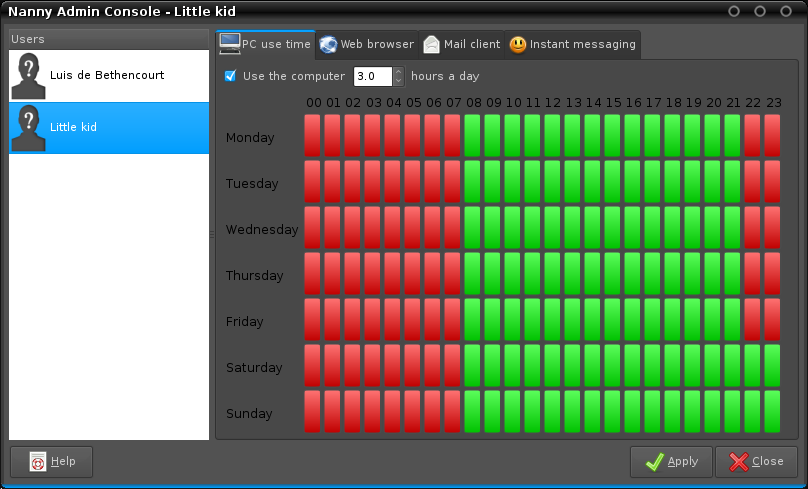 Nanny Admin Console - Little kid
Users
Luis de Bethencourt
Little kid
PC use time Web browser Mail client Instant messaging
Use the computer 3.0 hours a day
00 01 02 03 04 05 06 07 08 09 10 11 12 13 14 15 16 17 18 19 20 21 22 23
Monday
Tuesday
Wednesday
Thursday
Friday
Saturday
Sunday
Help Apply Close